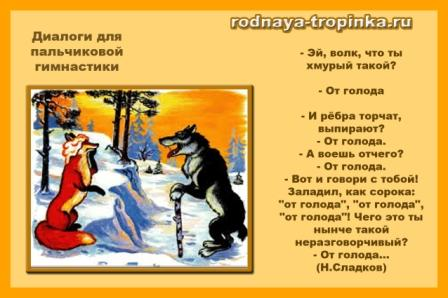 rodnaya-tropinka.ru
Диалоги для
пальчиковой
гимнастики
- Эй, волк, что ты
хмурый такой?
- От голода
- И рёбра торчат,
выпирают?
- От голода.
- А воешь отчего?
- От голода.
- Вот и говори с тобой!
Заладил, как сорока:
"от голода", "от голода",
"от голода"! Чего это ты
нынче такой
неразговорчивый?
- От голода...
(Н.Сладков)